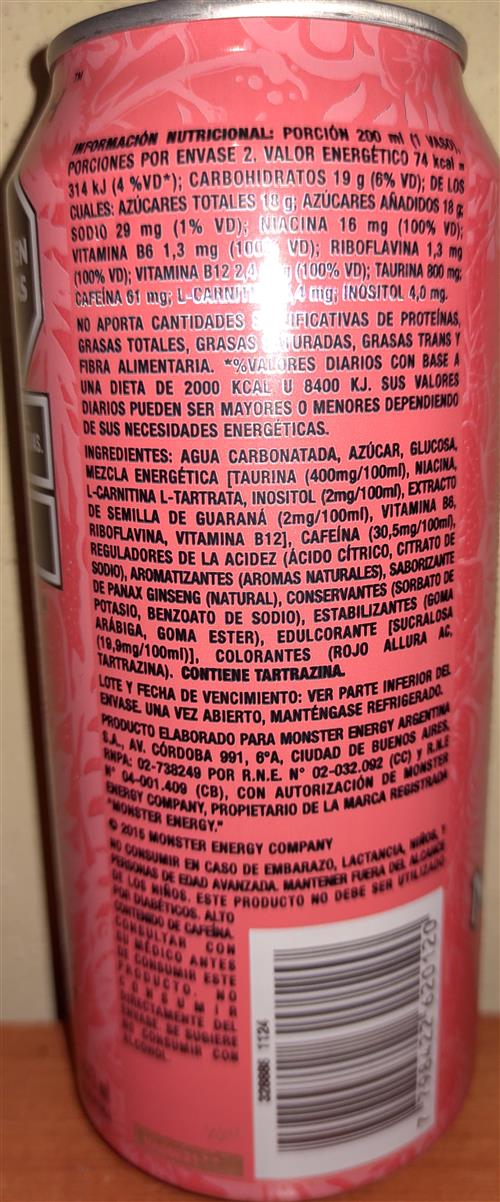 ™
INFORMACIÓN NUTRICIONAL: PORCIÓN 200 ml (1 VASO),
PORCIONES POR ENVASE 2. VALOR ENERGÉTICO 74 kcal =
314 kJ (4 %VD*); CARBOHIDRATOS 19 g (6% VD); DE LOS
CUALES: AZÚCARES TOTALES 18 g; AZÚCARES AÑADIDOS 18 g;
SODIO 29 mg (1% VD); NIACINA 16 mg (100% VD);
VITAMINA B6 1,3 mg (100% VD); RIBOFLAVINA 1,3 mg
(100% VD); VITAMINA B12 2,4 (100% VD); TAURINA 800 mg;
CAFEÍNA 61 mg; mg; INOSITOL 4,0 mg.
NO APORTA CANTIDADES DE PROTEÍNAS,
GRASAS TOTALES, GRASAS GRASAS TRANS Y
FIBRA ALIMENTARIA. *%VALORES DIARIOS CON BASE A
UNA DIETA DE 2000 KCAL U 8400 KJ. SUS VALORES
DIARIOS PUEDEN SER MAYORES O MENORES DEPENDIENDO
DE SUS NECESIDADES ENERGÉTICAS.
INGREDIENTES: AGUA CARBONATADA, AZÚCAR, GLUCOSA,
MEZCLA ENERGÉTICA [TAURINA (400mg/100ml), NIACINA,
L-CARNITINA L-TARTRATA, INOSITOL (2mg/100ml), EXTRACTO
DE SEMILLA DE GUARANÁ (2mg/100ml), VITAMINA B6,
RIBOFLAVINA, VITAMINA B12], CAFEÍNA (30,5mg/100ml),
REGULADORES DE LA ACIDEZ (ÁCIDO CÍTRICO, CITRATO DE
SODIO), AROMATIZANTES (AROMAS NATURALES), SABORIZANTE
DE PANAX GINSENG (NATURAL), CONSERVANTES (SORBATO DE
POTASIO, BENZOATO DE SODIO), ESTABILIZANTES (GOMA
ARÁBIGA, GOMA ESTER), EDULCORANTE [SUCRALOSA
(19,9mg/100ml)], COLORANTES (ROJO ALLURA AC,
TARTRAZINA). CONTIENE TARTRAZINA.
LOTE Y FECHA DE VENCIMIENTO: VER PARTE INFERIOR DEL
ENVASE. UNA VEZ ABIERTO, MANTÉNGASE REFRIGERADO.
PRODUCTO ELABORADO PARA MONSTER ENERGY ARGENTINA
S.A., AV. CÓRDOBA 991, 6°A, CIUDAD DE BUENOS AIRES.
RNPA: 02-738249 POR R.N.E. N° 02-032.092 (CC) y R.N.E
N° 04-001.409 (CB), CON AUTORIZACIÓN DE MONSTER
ENERGY COMPANY, PROPIETARIO DE LA MARCA REGISTRADA
"MONSTER ENERGY."
© 2015 MONSTER ENERGY COMPANY
NO CONSUMIR EN CASO DE EMBARAZO, LACTANCIA, NIÑOS, Y
PERSONAS DE EDAD AVANZADA. MANTENER FUERA DEL ALCANCE
DE LOS NIÑOS. ESTE PRODUCTO NO DEBE SER UTILIZADO
POR DIABÉTICOS. ALTO
CONTENIDO DE CAFEÍNA.
CONSULTAR CON
SU MÉDICO ANTES
DE CONSUMIR ESTE
PRODUCTO. NO
CONSUMIR
DIRECTAMENTE DEL
ENVASE. SE SUGIERE
NO CONSUMIR CON
ALCOHOL.
328888 1124
7 798422 620120